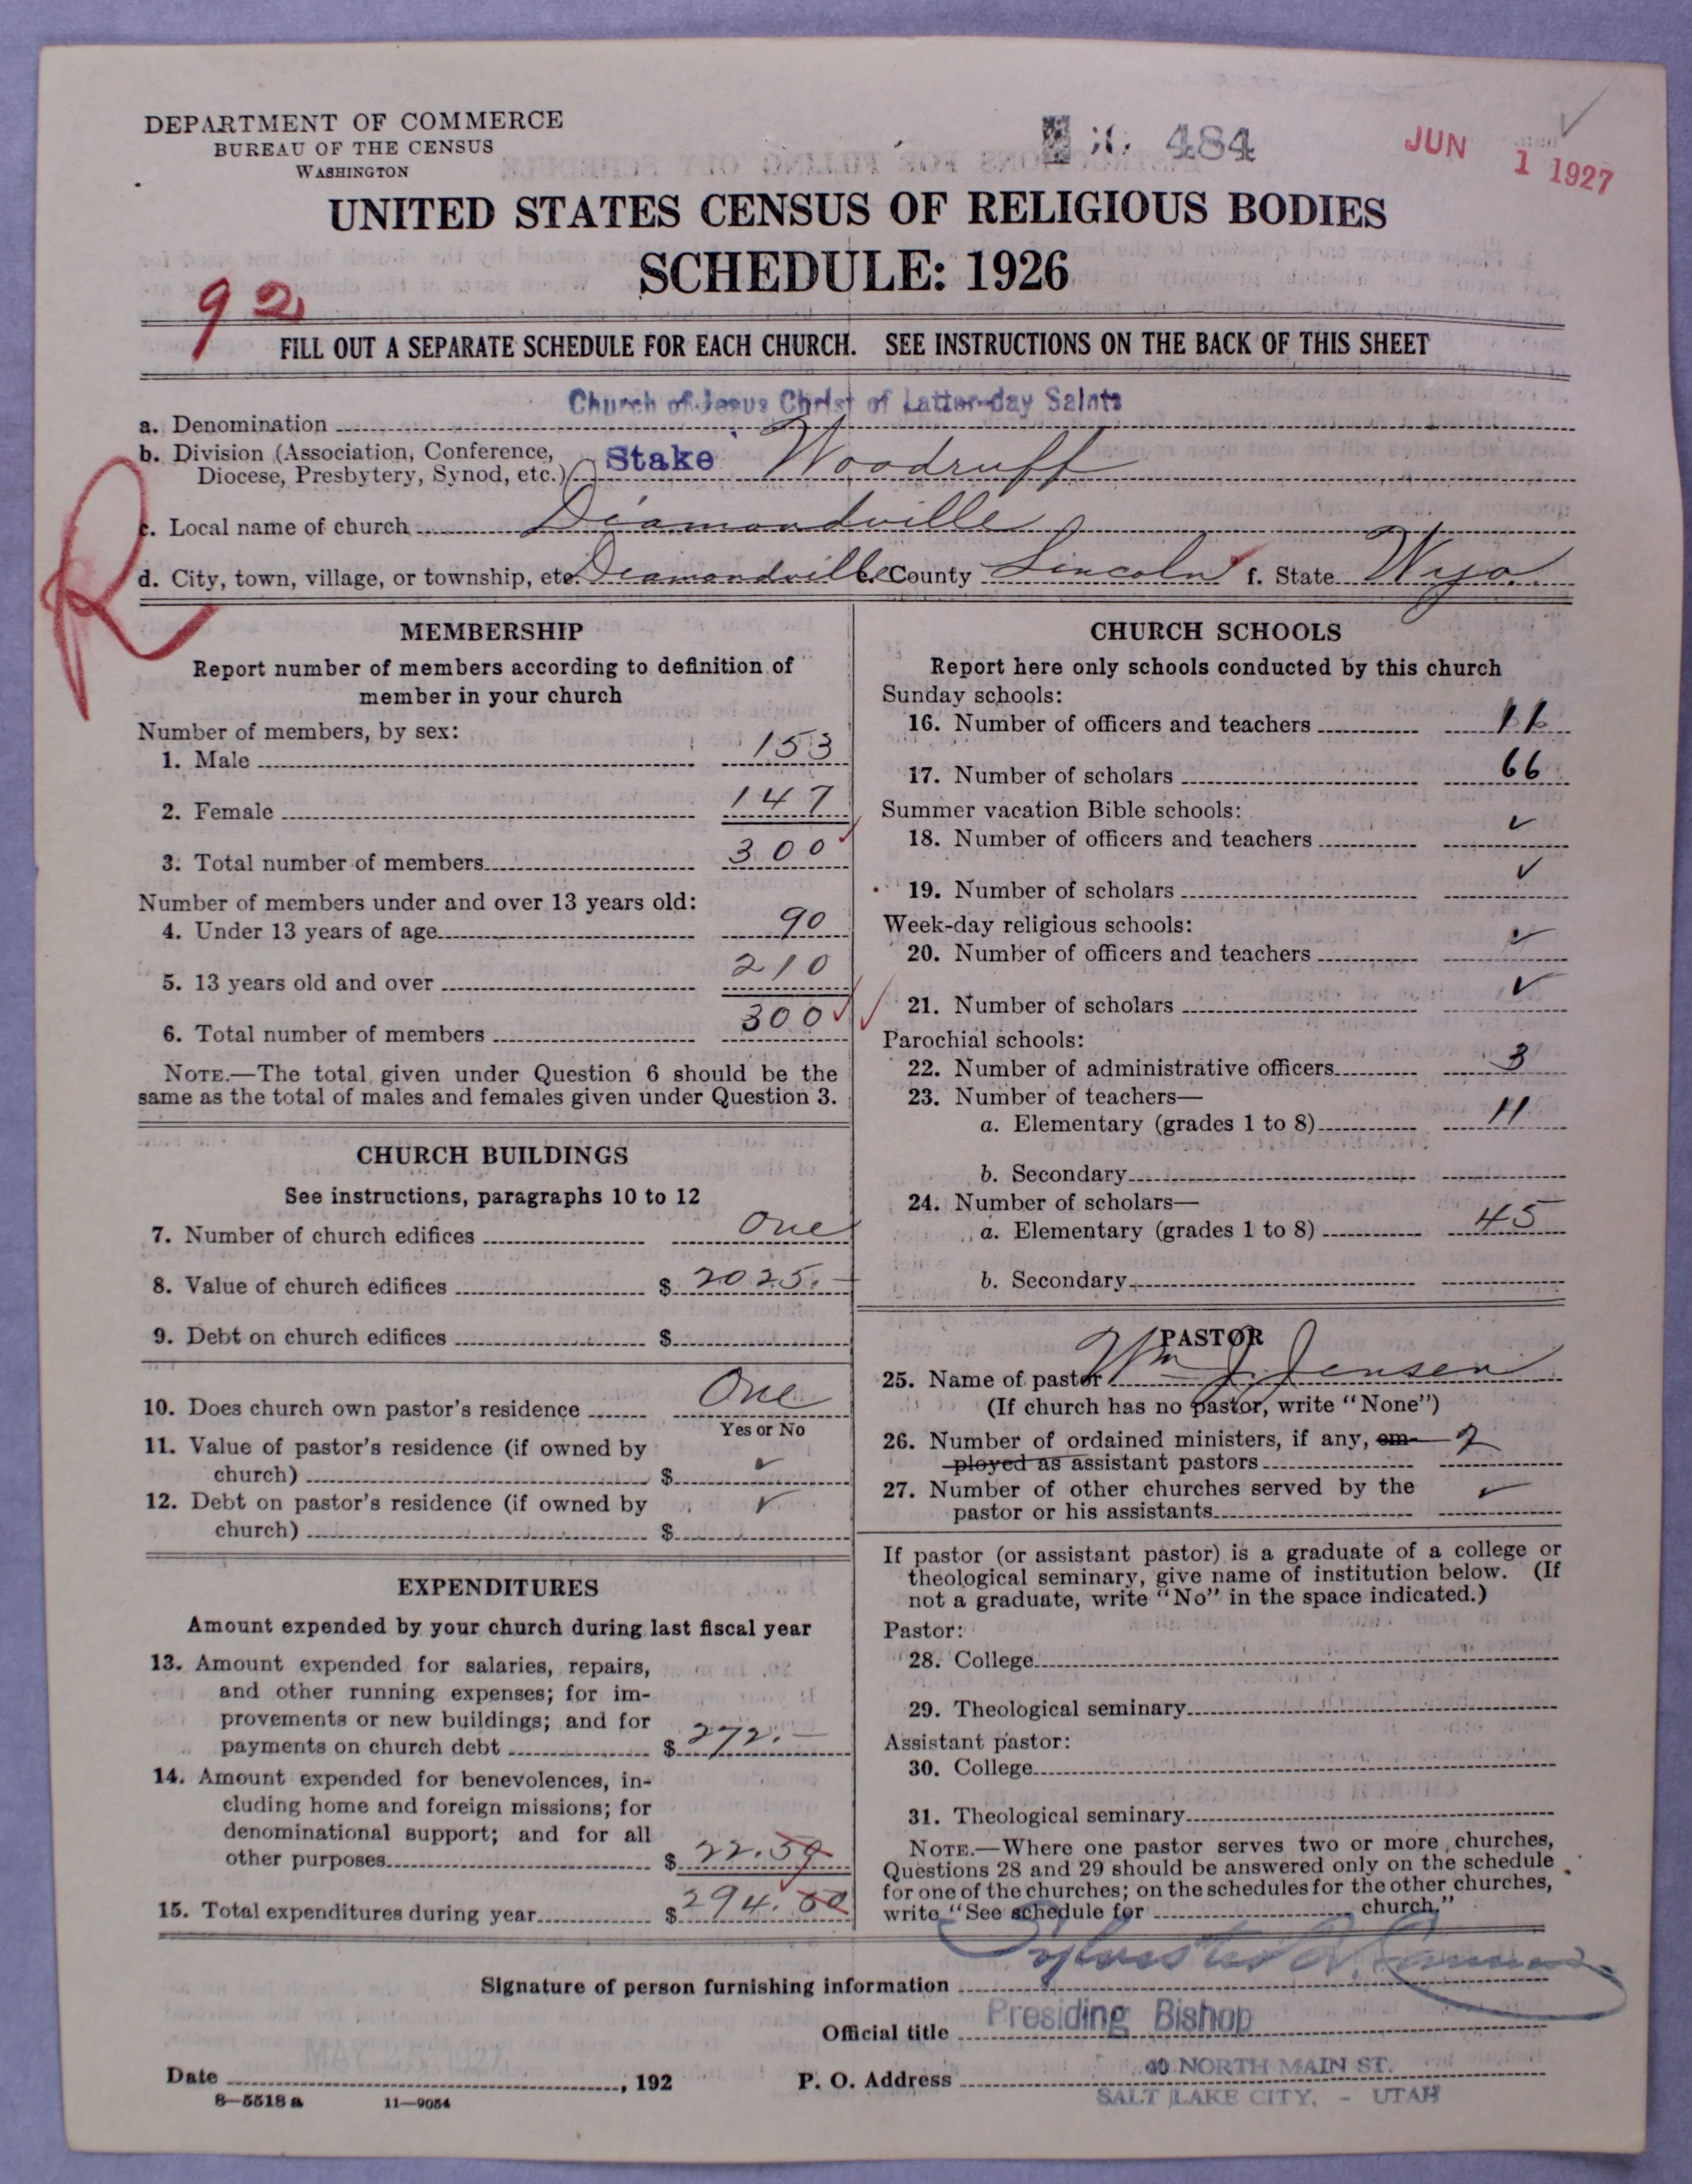 DEPARTMENT OF COMMERCE
BUREAU OF THE CENSUS
WASHINGTON
484
JUN 1 1927
UNITED STATES CENSUS OF RELIGIOUS BODIES
SCHEDULE: 1926
92
FILL OUT A SEPARATE SCHEDULE FOR EACH CHURCH. SEE INSTRUCTIONS ON THE BACK OF THIS SHEET
R
a. Denomination Church of Jesus Christ of Latter-day Saints
b. Division (Association, Conference,
Diocese, Presbytery, Synod, etc.) Stake Woodruff
c. Local name of church Diamondville
d. City, town, village, or township, etc. Diamondville e. County Lincoln f. State Wyo.
MEMBERSHIP
Report number of members according to definition of
member in your church
Number of members, by sex:
1. Male 153
2. Female 147
3. Total number of members 300
Number of members under and over 13 years old:
4. Under 13 years of age 90
5. 13 years old and over 210
6. Total number of members 300
NOTE.—The total given under Question 6 should be the
same as the total of males and females given under Question 3.
CHURCH BUILDINGS
See instructions, paragraphs 10 to 12
7. Number of church edifices One
8. Value of church edifices $ 2025.—
9. Debt on church edifices $
10. Does church own pastor's residence One
Yes or No
11. Value of pastor's residence (if owned by
church) $ ✓
12. Debt on pastor's residence (if owned by
church) $ ✓
EXPENDITURES
Amount expended by your church during last fiscal year
13. Amount expended for salaries, repairs,
and other running expenses; for im-
provements or new buildings; and for
payments on church debt $ 272.—
14. Amount expended for benevolences, in-
cluding home and foreign missions; for
denominational support; and for all
other purposes $ 22.50
15. Total expenditures during year $ 294.50
CHURCH SCHOOLS
Report here only schools conducted by this church
Sunday schools:
16. Number of officers and teachers 11
17. Number of scholars 66
Summer vacation Bible schools:
18. Number of officers and teachers ✓
19. Number of scholars ✓
Week-day religious schools:
20. Number of officers and teachers ✓
21. Number of scholars ✓
Parochial schools:
22. Number of administrative officers 3
23. Number of teachers—
a. Elementary (grades 1 to 8) 11
b. Secondary
24. Number of scholars—
a. Elementary (grades 1 to 8) 45
b. Secondary
PASTOR
25. Name of pastor Wm J. Jensen
(If church has no pastor, write "None")
26. Number of ordained ministers, if any, em- 2
ployed as assistant pastors
27. Number of other churches served by the
pastor or his assistants ✓
If pastor (or assistant pastor) is a graduate of a college or
theological seminary, give name of institution below. (If
not a graduate, write "No" in the space indicated.)
Pastor:
28. College
29. Theological seminary
Assistant pastor:
30. College
31. Theological seminary
NOTE.—Where one pastor serves two or more churches,
Questions 28 and 29 should be answered only on the schedule
for one of the churches; on the schedules for the other churches,
write "See schedule for church."
Signature of person furnishing information Sylvester Q. Cannon
Official title Presiding Bishop
Date MAY 1927, 192
P. O. Address 40 NORTH MAIN ST.
SALT LAKE CITY, - UTAH
8—5518 a 11—9054